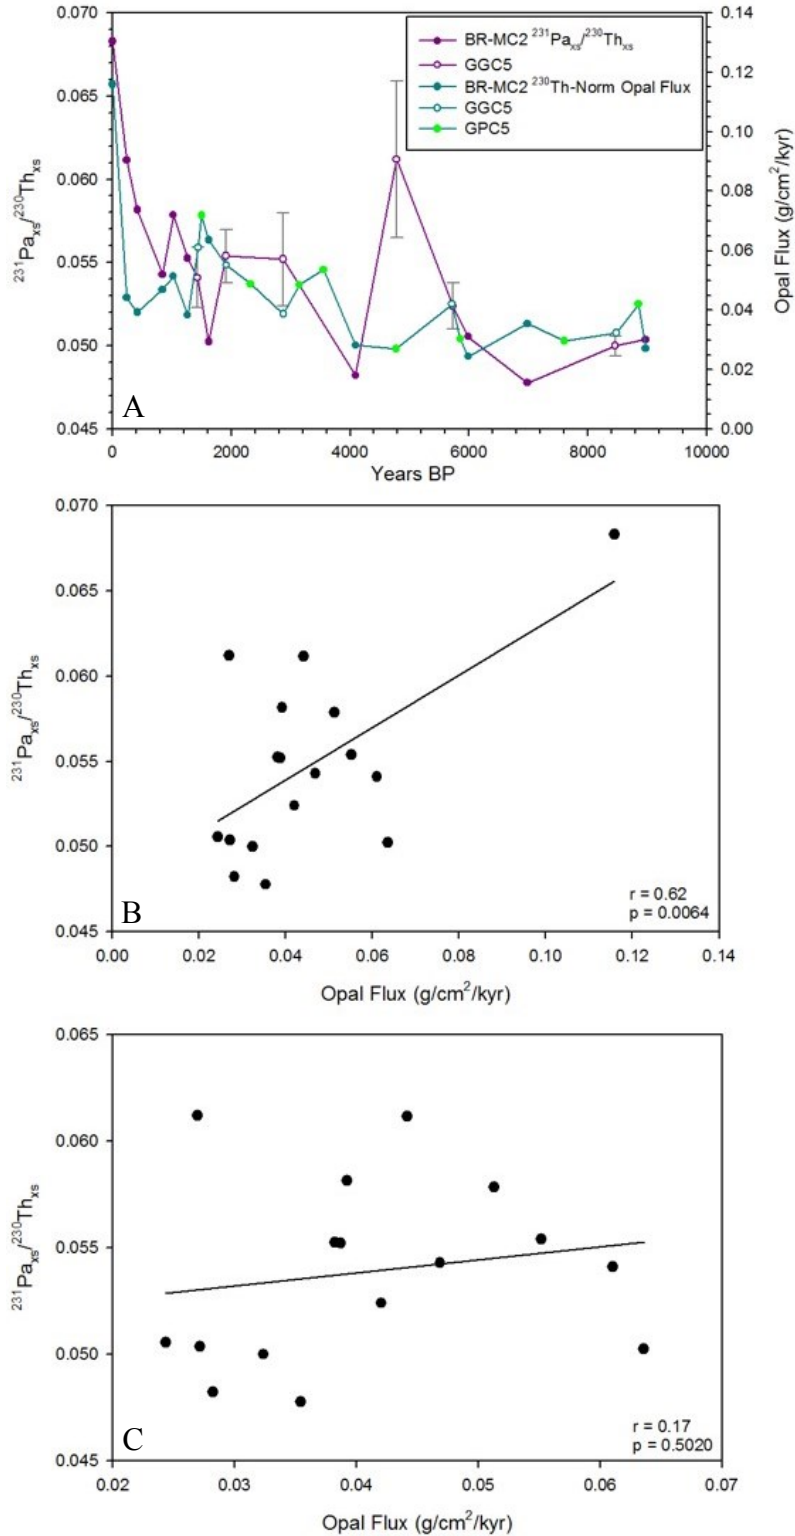 0.070
0.065
0.060
0.055
0.050
0.045
²³¹Paₓₛ/²³⁰Thₓₛ
BR-MC2 ²³¹Paₓₛ/²³⁰Thₓₛ
GGC5
BR-MC2 ²³⁰Th-Norm Opal Flux
GGC5
GPC5
0.14
0.12
0.10
0.08
0.06
0.04
0.02
0.00
Opal Flux (g/cm²/kyr)
A
0 2000 4000 6000 8000 10000
Years BP
0.070
0.065
0.060
0.055
0.050
0.045
²³¹Paₓₛ/²³⁰Thₓₛ
r = 0.62
p = 0.0064
B
0.00 0.02 0.04 0.06 0.08 0.10 0.12 0.14
Opal Flux (g/cm²/kyr)
0.065
0.060
0.055
0.050
0.045
²³¹Paₓₛ/²³⁰Thₓₛ
r = 0.17
p = 0.5020
C
0.02 0.03 0.04 0.05 0.06 0.07
Opal Flux (g/cm²/kyr)